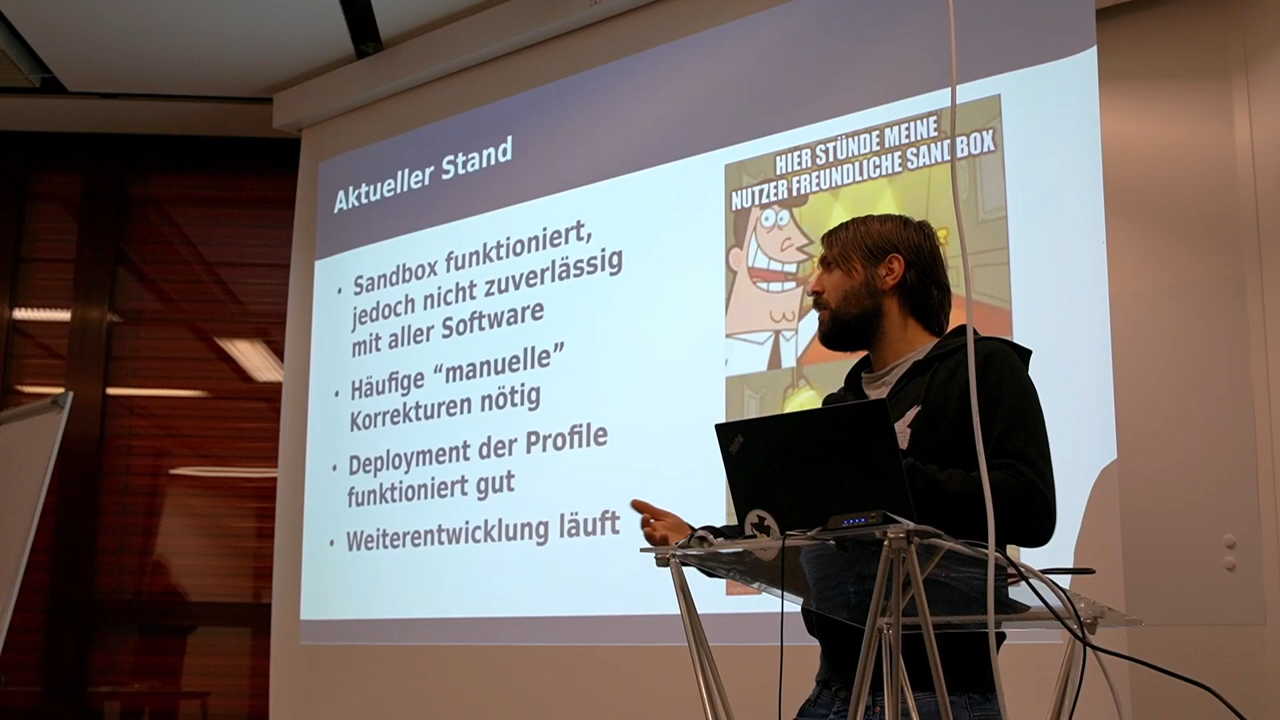 Aktueller Stand
HIER STÜNDE MEINE
NUTZER FREUNDLICHE SANDBOX
• Sandbox funktioniert,
jedoch nicht zuverlässig
mit aller Software
• Häufige “manuelle”
Korrekturen nötig
• Deployment der Profile
funktioniert gut
• Weiterentwicklung läuft
ThinkPad